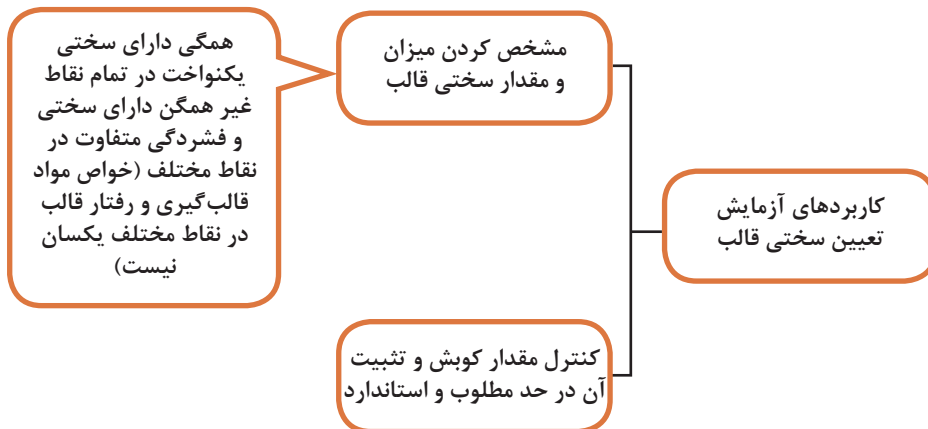 کاربردهای آزمایش
تعیین سختی قالب
مشخص کردن میزان
و مقدار سختی قالب
همگی دارای سختی
یکنواخت در تمام نقاط
غیر همگن دارای سختی
و فشردگی متفاوت در
نقاط مختلف (خواص مواد
قالب‌گیری و رفتار قالب
در نقاط مختلف یکسان
نیست)
کنترل مقدار کوبش و تثبیت
آن در حد مطلوب و استاندارد